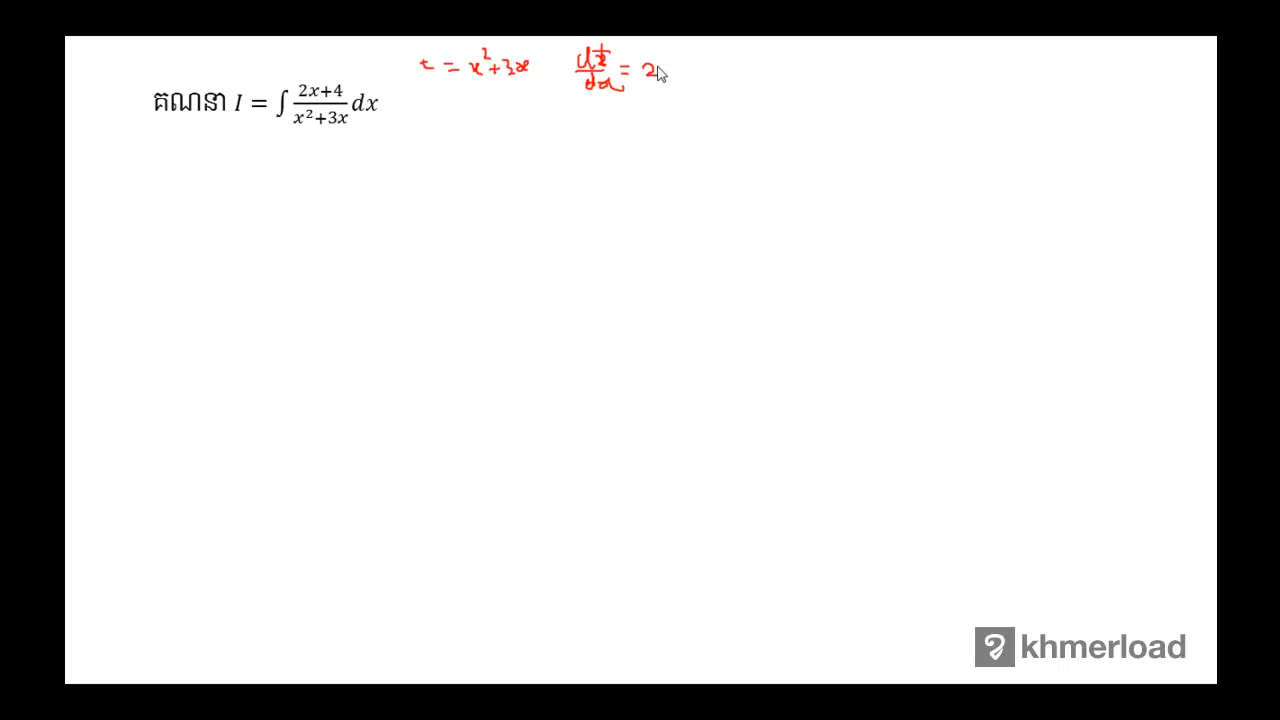 t = x²+3x dt/dx = 2
គណនា I = ∫ (2x+4)/(x²+3x) dx
khmerload